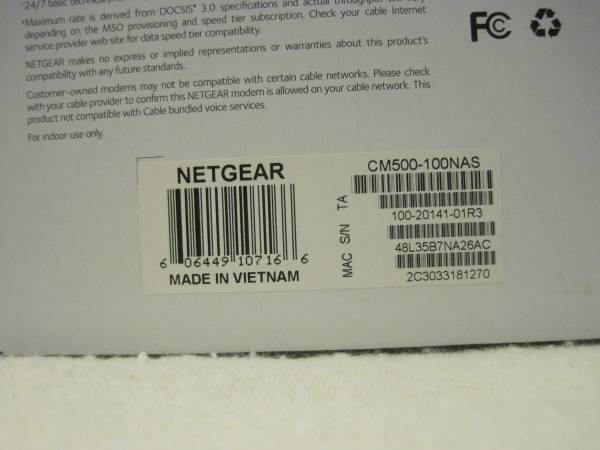 *24/7 basic technical
*Maximum rate is derived from DOCSIS® 3.0 specifications and actual throughput
depending on the MSO provisioning and speed tier subscription. Check your cable Internet
service provider web site for data speed tier compatibility.
NETGEAR makes no express or implied representations or warranties about this product's
compatibility with any future standards.
Customer-owned modems may not be compatible with certain cable networks. Please check
with your cable provider to confirm this NETGEAR modem is allowed on your cable network. This
product not compatible with Cable bundled voice services.
For indoor use only.
FC
NETGEAR
6 06449 10716 6
MADE IN VIETNAM
CM500-100NAS
TA
100-20141-01R3
S/N
48L35B7NA26AC
MAC
2C3033181270